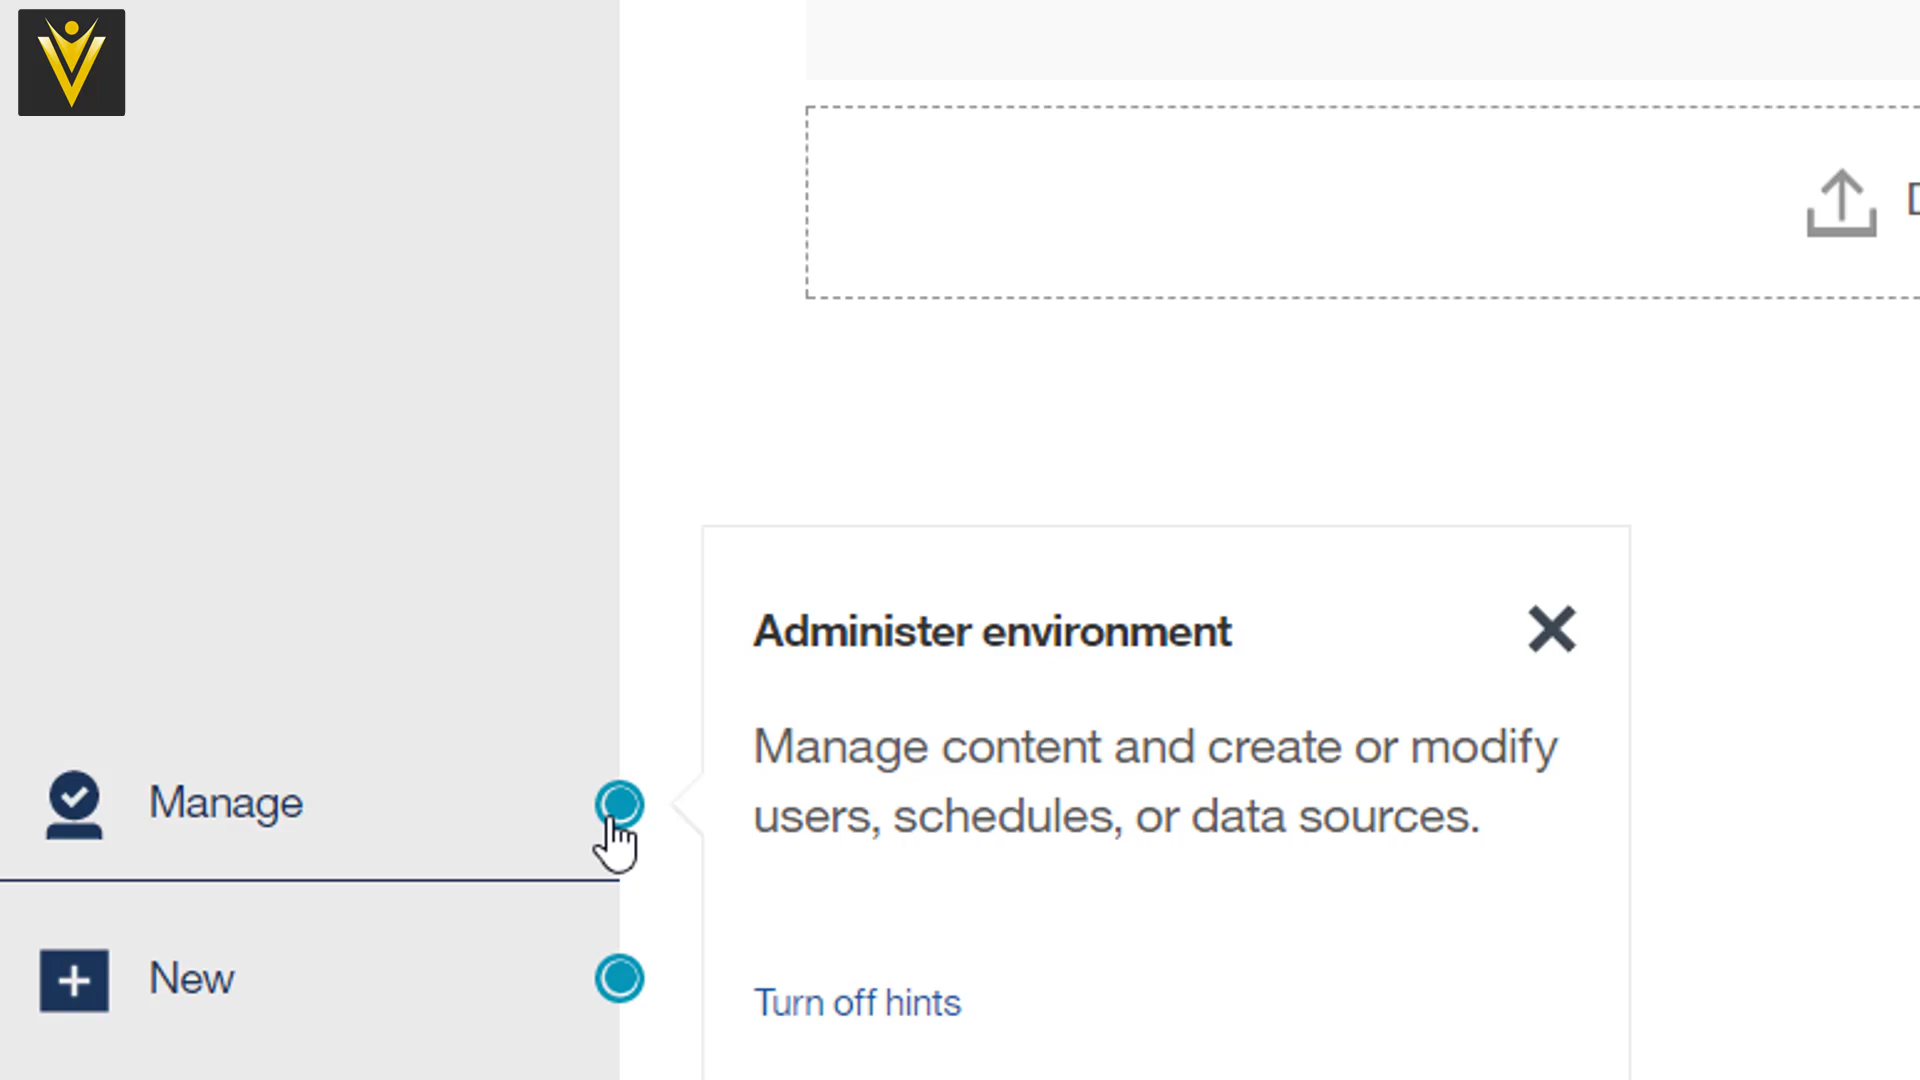 Administer environment
Manage content and create or modify
users, schedules, or data sources.
Manage
New
Turn off hints